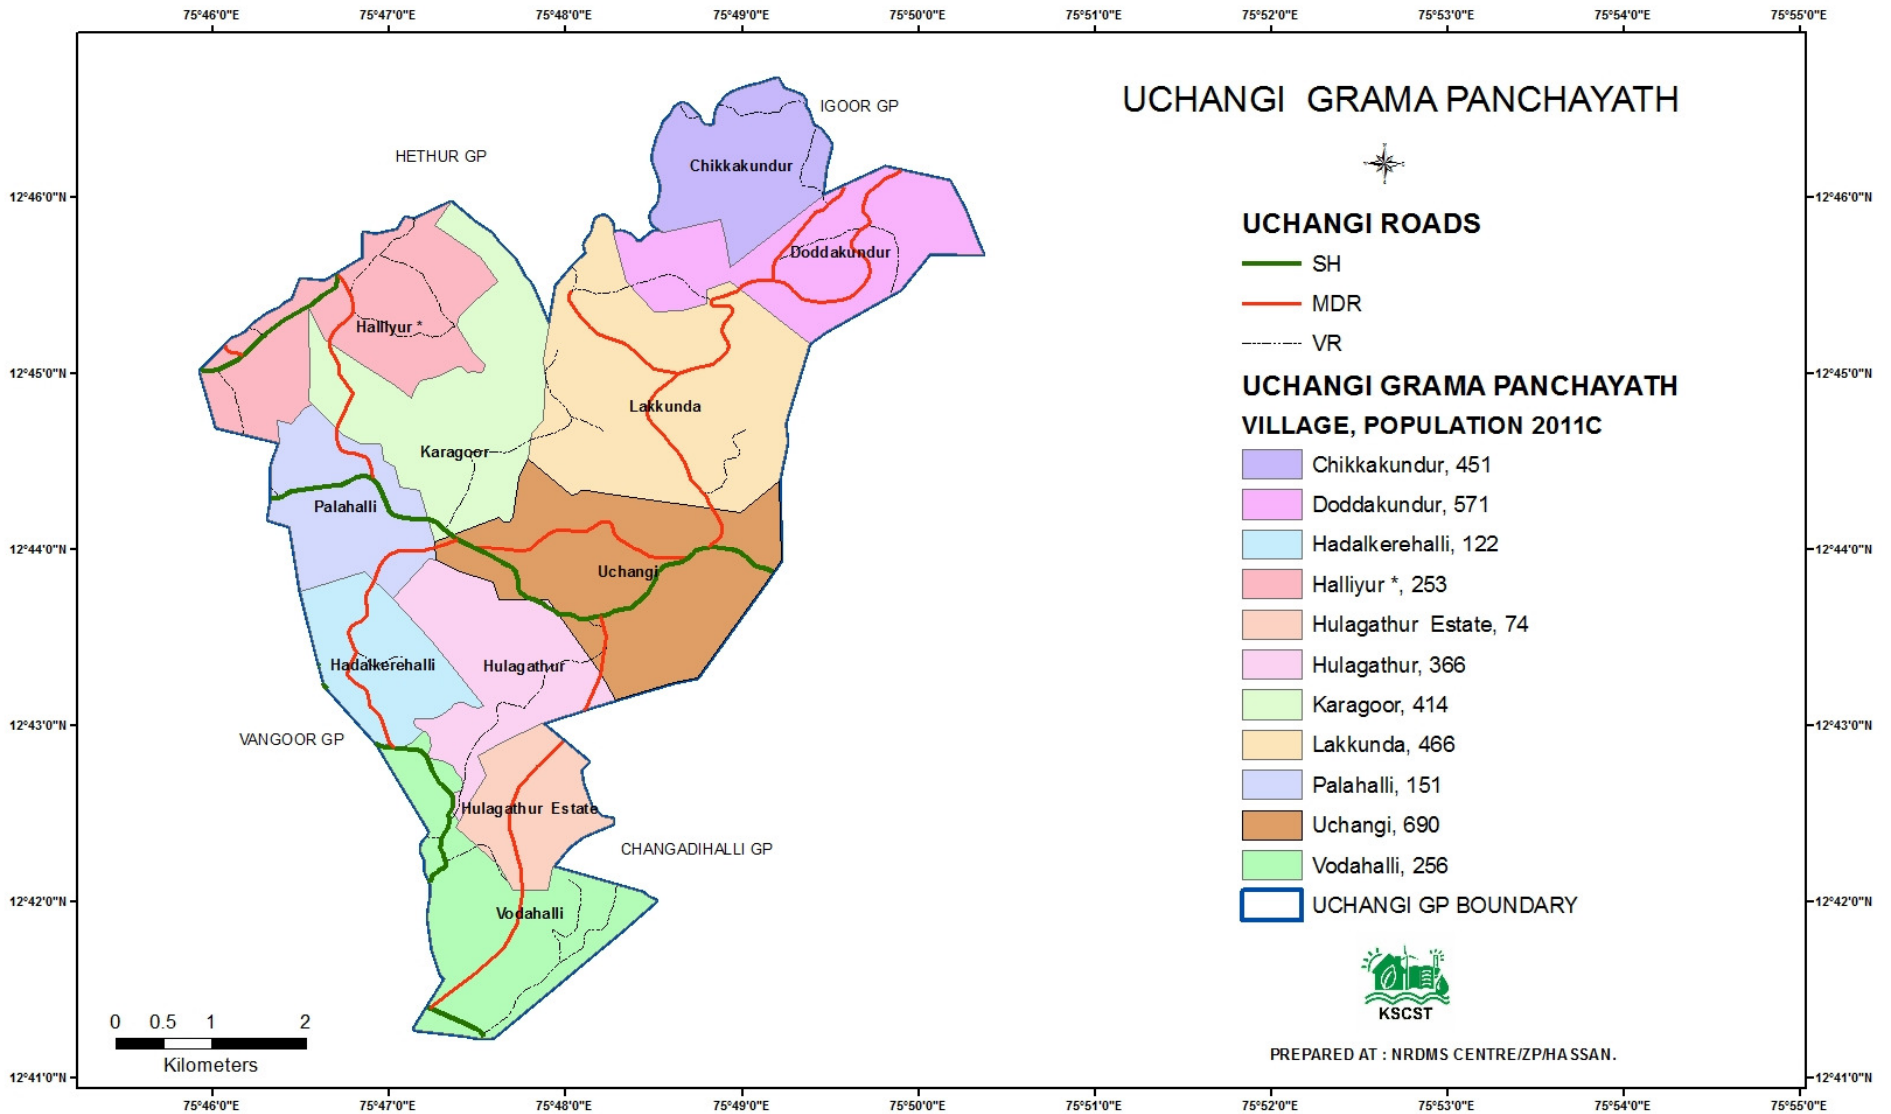 75°46'0"E 75°47'0"E 75°48'0"E 75°49'0"E 75°50'0"E 75°51'0"E 75°52'0"E 75°53'0"E 75°54'0"E 75°55'0"E
UCHANGI GRAMA PANCHAYATH
IGOOR GP
HETHUR GP
Chikkakundur
12°46'0"N 12°46'0"N
UCHANGI ROADS
Doddakundur
SH
MDR
Halliyur *
VR
12°45'0"N 12°45'0"N
UCHANGI GRAMA PANCHAYATH
Lakkunda
VILLAGE, POPULATION 2011C
Karagoor
Chikkakundur, 451
Palahalli
Doddakundur, 571
12°44'0"N 12°44'0"N
Hadalkerehalli, 122
Uchangi
Halliyur *, 253
Hulagathur Estate, 74
Hadalkerehalli
Hulagathur
Hulagathur, 366
Karagoor, 414
12°43'0"N 12°43'0"N
VANGOOR GP
Lakkunda, 466
Palahalli, 151
Hulagathur Estate
Uchangi, 690
CHANGADIHALLI GP
Vodahalli, 256
12°42'0"N 12°42'0"N
UCHANGI GP BOUNDARY
Vodahalli
KSCST
0 0.5 1 2
Kilometers
PREPARED AT : NRDMS CENTRE/ZP/HASSAN.
12°41'0"N 12°41'0"N
75°46'0"E 75°47'0"E 75°48'0"E 75°49'0"E 75°50'0"E 75°51'0"E 75°52'0"E 75°53'0"E 75°54'0"E 75°55'0"E